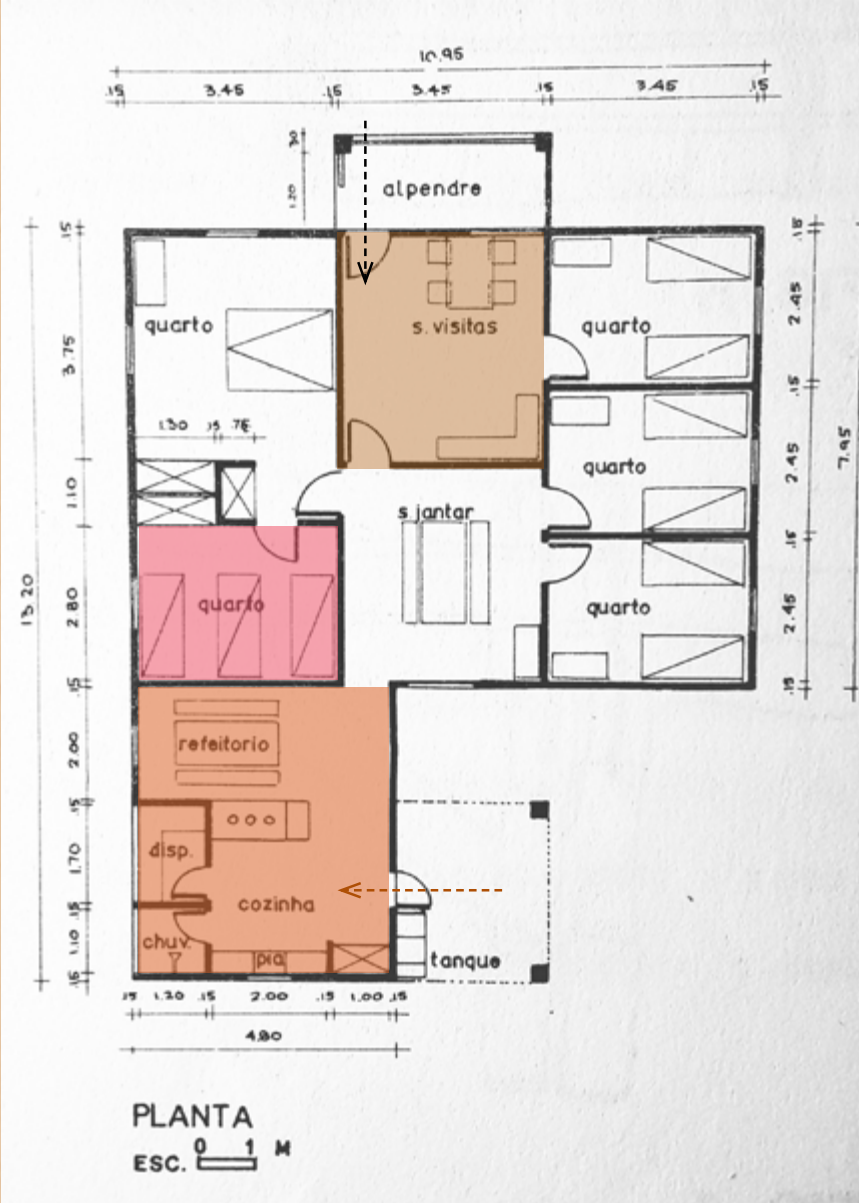 10.95
.15 3.45 .15 3.45 .15 3.45 .15
.30
1.20
alpendre
.15
3.75
1.10
2.80
.15
2.00
.15
1.70
.15
1.10
.15
13.20
.15
2.45
.15
2.45
.15
2.45
.15
7.95
quarto
s.visitas
quarto
1.30 .15 .75
quarto
s.jantar
quarto
quarto
refeitorio
disp.
cozinha
chuv.
pia
tanque
.15 1.20 .15 2.00 .15 1.00 .15
4.80
PLANTA
0 1 M
ESC.